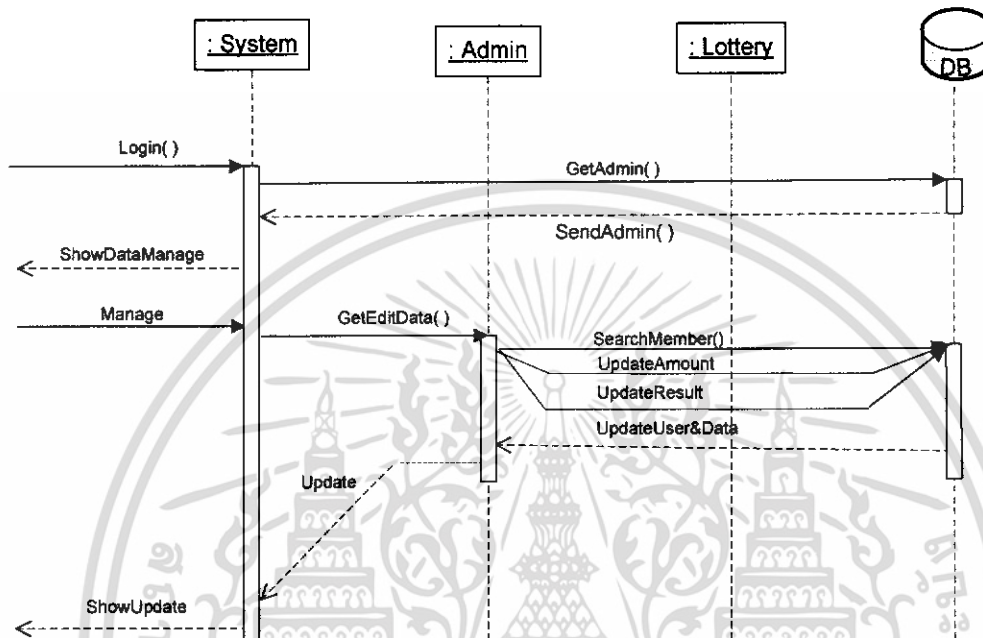 : System
: Admin
: Lottery
DB
Login( )
GetAdmin( )
SendAdmin( )
ShowDataManage
Manage
GetEditData( )
SearchMember()
UpdateAmount
UpdateResult
UpdateUser&Data
Update
ShowUpdate